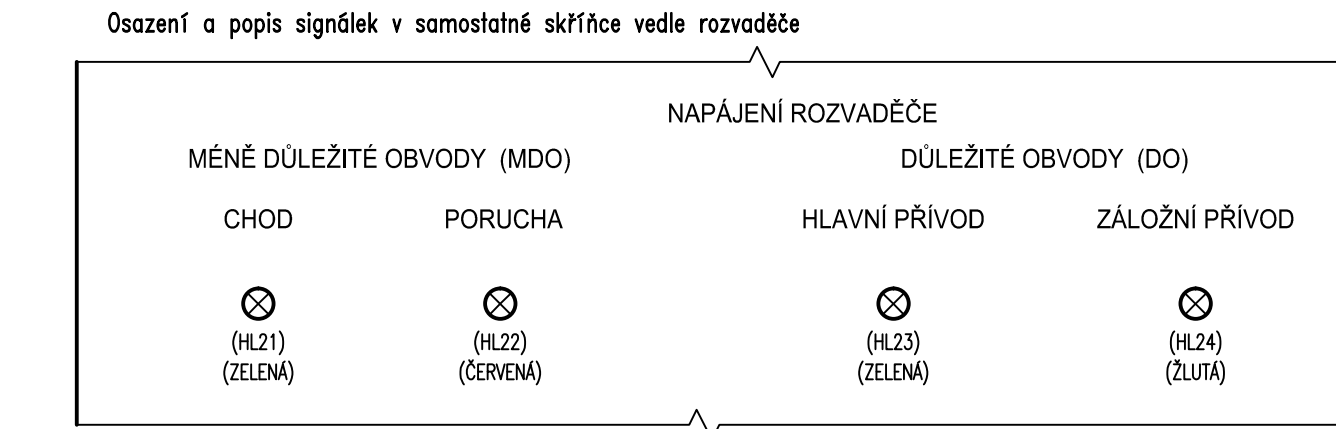 Osazení a popis signálek v samostatné skříňce vedle rozvaděče
NAPÁJENÍ ROZVADĚČE
MÉNĚ DŮLEŽITÉ OBVODY (MDO) DŮLEŽITÉ OBVODY (DO)
CHOD PORUCHA HLAVNÍ PŘÍVOD ZÁLOŽNÍ PŘÍVOD
(HL21) (HL22) (HL23) (HL24)
(ZELENÁ) (ČERVENÁ) (ZELENÁ) (ŽLUTÁ)